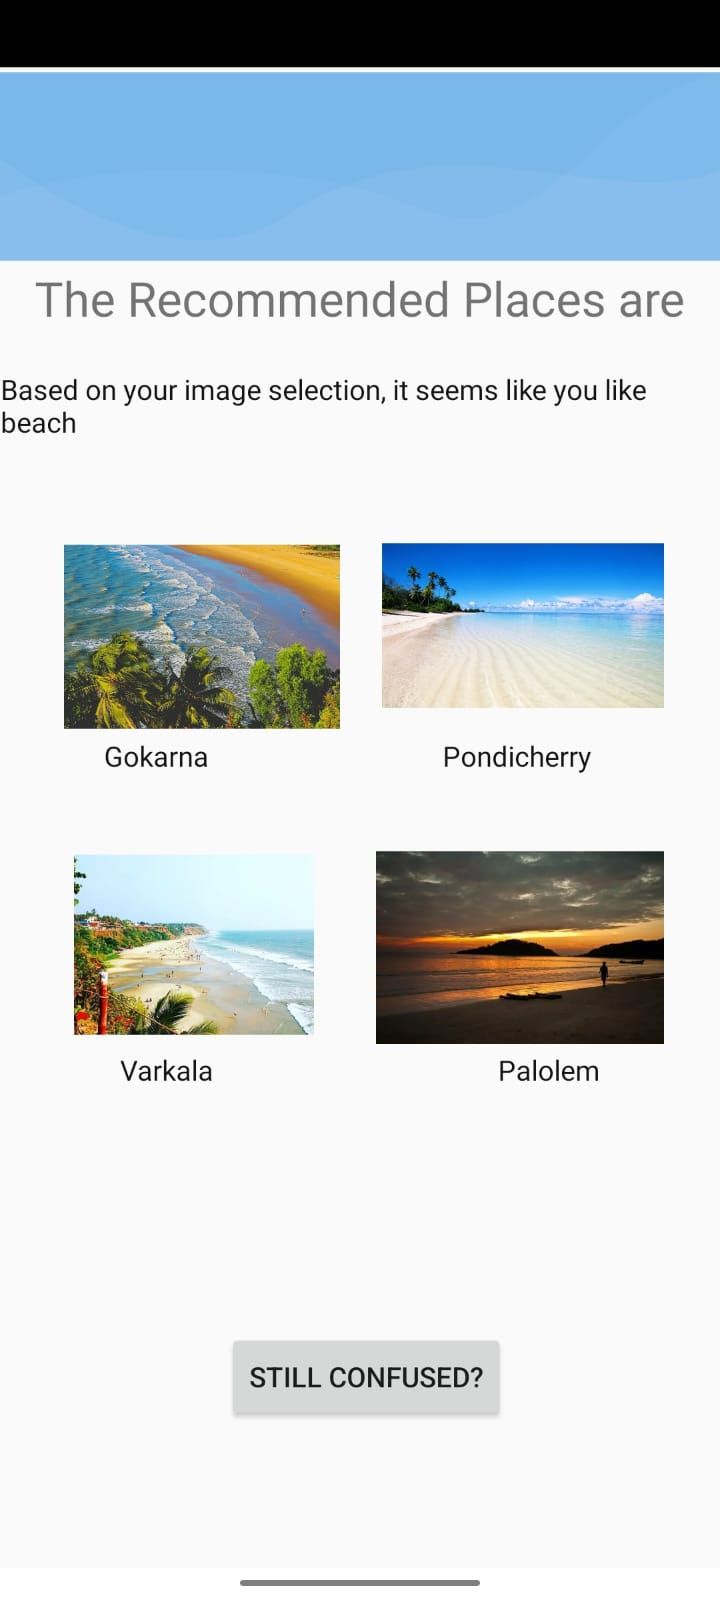 The Recommended Places are
Based on your image selection, it seems like you like
beach
Gokarna
Pondicherry
Varkala
Palolem
STILL CONFUSED?